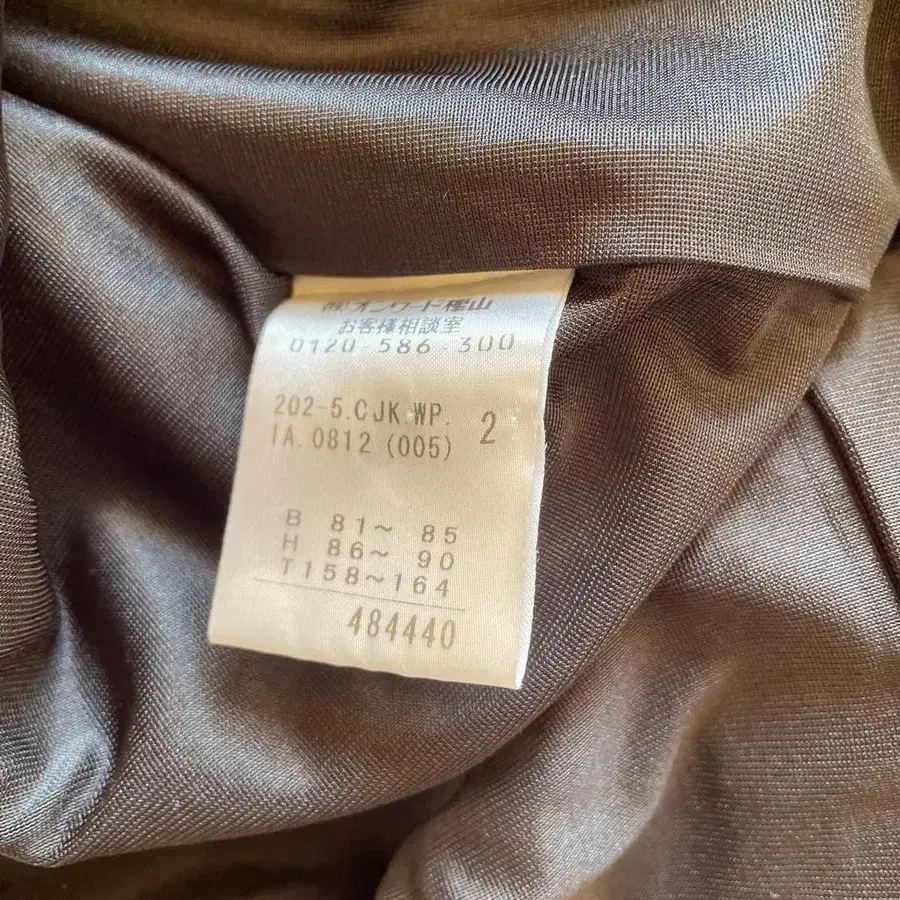 (株)オンワード樫山
お客様相談室
0120-586-300
202-5.CJK.WP. 2
IA.0812 (005)
B 81~ 85
H 86~ 90
T158~164
484440